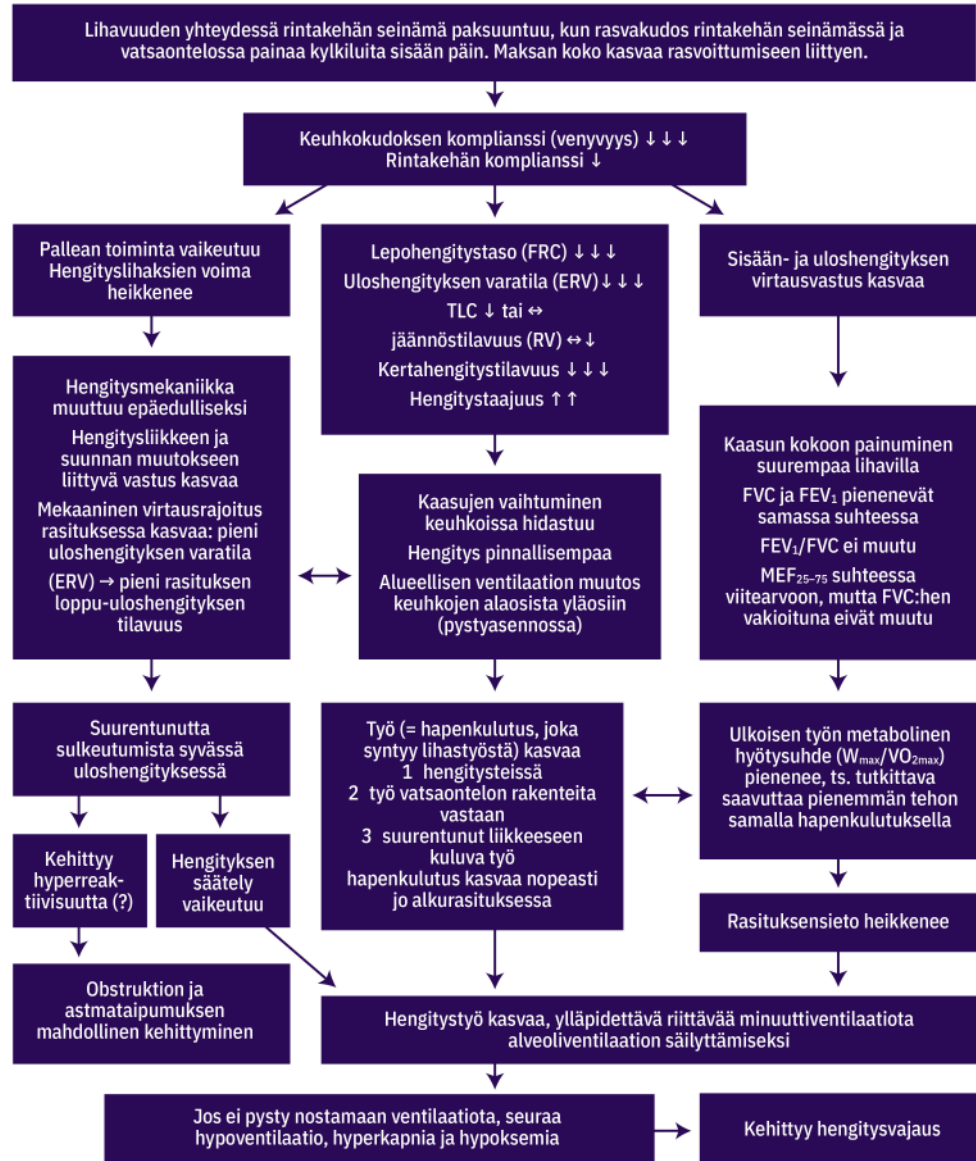 Lihavuuden yhteydessä rintakehän seinämä paksuuntuu, kun rasvakudos rintakehän seinämässä ja
vatsaontelossa painaa kylkiluita sisään päin. Maksan koko kasvaa rasvoittumiseen liittyen.
Keuhkokudoksen komplianssi (venyvyys) ↓↓↓
Rintakehän komplianssi ↓
Pallean toiminta vaikeutuu
Hengityslihaksien voima
heikkenee
Lepohengitystaso (FRC) ↓↓↓
Uloshengityksen varatila (ERV)↓↓↓
TLC ↓ tai ↔
jäännöstilavuus (RV) ↔↓
Kertahengitystilavuus ↓↓↓
Hengitystaajuus ↑↑
Sisään- ja uloshengityksen
virtausvastus kasvaa
Hengitysmekaniikka
muuttuu epäedulliseksi
Hengitysliikkeen ja
suunnan muutokseen
liittyvä vastus kasvaa
Mekaaninen virtausrajoitus
rasituksessa kasvaa: pieni
uloshengityksen varatila
(ERV) → pieni rasituksen
loppu-uloshengityksen
tilavuus
Kaasujen vaihtuminen
keuhkoissa hidastuu
Hengitys pinnallisempaa
Alueellisen ventilaation muutos
keuhkojen alaosista yläosiin
(pystyasennossa)
Kaasun kokoon painuminen
suurempaa lihavilla
FVC ja FEV₁ pienenevät
samassa suhteessa
FEV₁/FVC ei muutu
MEF₂₅₋₇₅ suhteessa
viitearvoon, mutta FVC:hen
vakioituna eivät muutu
Suurentunutta
sulkeutumista syvässä
uloshengityksessä
Työ (= hapenkulutus, joka
syntyy lihastyöstä) kasvaa
1 hengitysteissä
2 työ vatsaontelon rakenteita
vastaan
3 suurentunut liikkeeseen
kuluva työ
hapenkulutus kasvaa nopeasti
jo alkurasituksessa
Ulkoisen työn metabolinen
hyötysuhde (Wmax/VO2max)
pienenee, ts. tutkittava
saavuttaa pienemmän tehon
samalla hapenkulutuksella
Kehittyy
hyperreak-
tiivisuutta (?)
Hengityksen
säätely
vaikeutuu
Rasituksensieto heikkenee
Obstruktion ja
astmataipumuksen
mahdollinen kehittyminen
Hengitystyö kasvaa, ylläpidettävä riittävää minuuttiventilaatiota
alveoliventilaation säilyttämiseksi
Jos ei pysty nostamaan ventilaatiota, seuraa
hypoventilaatio, hyperkapnia ja hypoksemia
Kehittyy hengitysvajaus